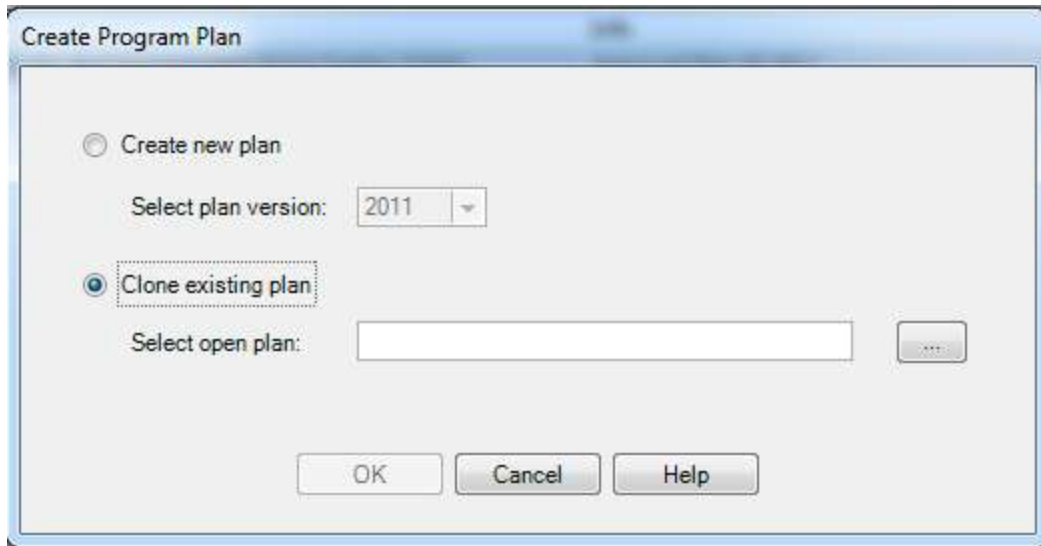 Create Program Plan
Create new plan
Select plan version: 2011
Clone existing plan
Select open plan:
...
OK Cancel Help